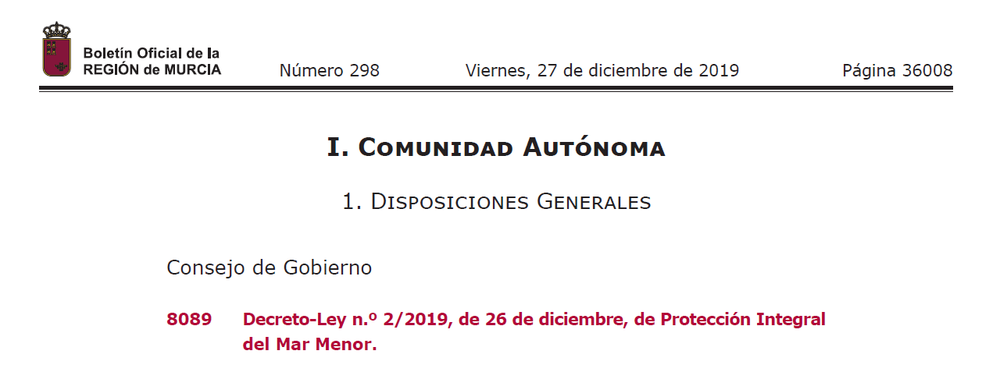 Boletín Oficial de la
REGIÓN de MURCIA
Número 298
Viernes, 27 de diciembre de 2019
Página 36008
I. Comunidad Autónoma
1. Disposiciones Generales
Consejo de Gobierno
8089 Decreto-Ley n.º 2/2019, de 26 de diciembre, de Protección Integral
del Mar Menor.